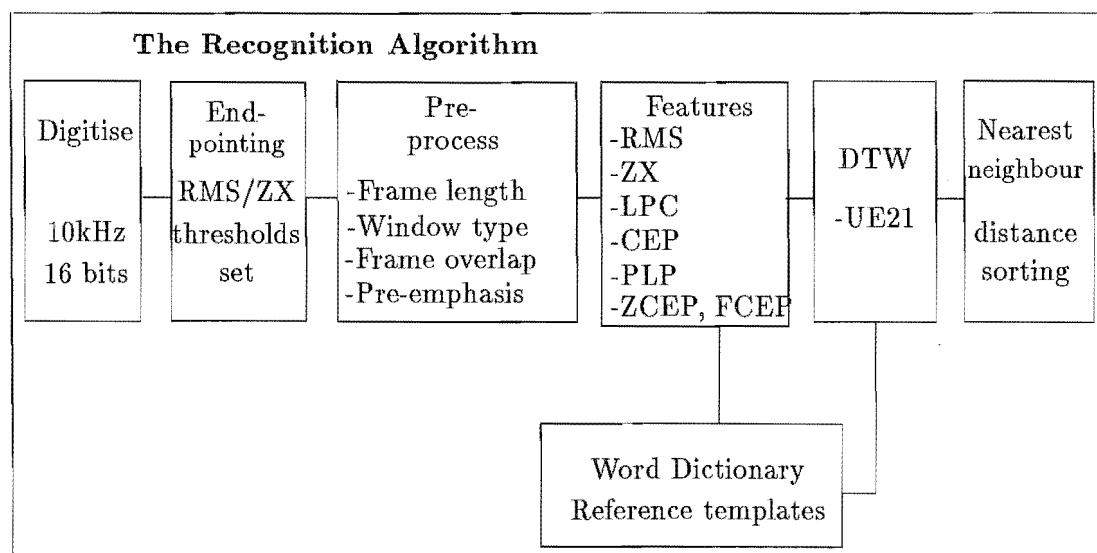 The Recognition Algorithm
Digitise
10kHz
16 bits
End-
pointing
RMS/ZX
thresholds
set
Pre-
process
-Frame length
-Window type
-Frame overlap
-Pre-emphasis
Features
-RMS
-ZX
-LPC
-CEP
-PLP
-ZCEP, FCEP
DTW
-UE21
Nearest
neighbour
distance
sorting
Word Dictionary
Reference templates